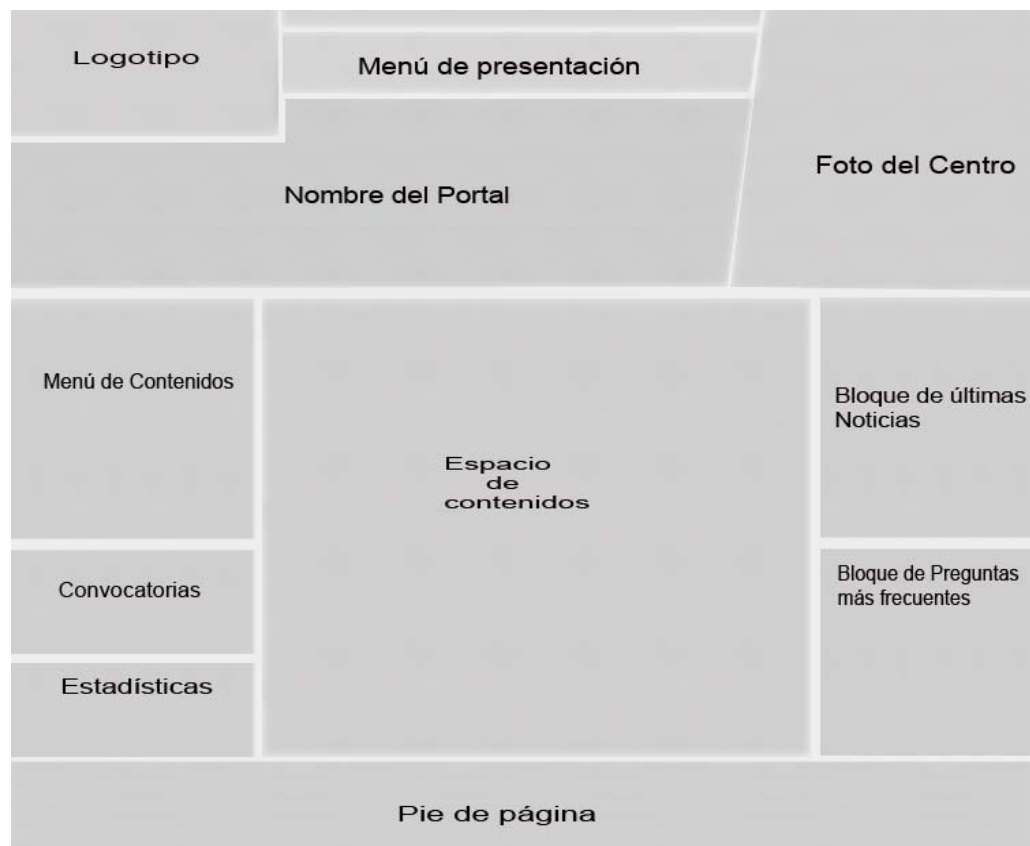 Logotipo
Menú de presentación
Foto del Centro
Nombre del Portal
Menú de Contenidos
Bloque de últimas
Noticias
Espacio
de
contenidos
Convocatorias
Bloque de Preguntas
más frecuentes
Estadísticas
Pie de página